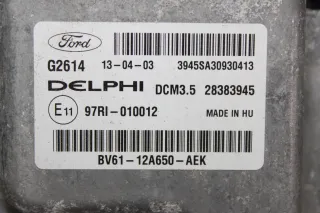 Ford
G2614 13-04-03 3945SA30930413
DELPHI DCM3.5 28383945
E11 97RI-010012 MADE IN HU
BV61-12A650-AEK